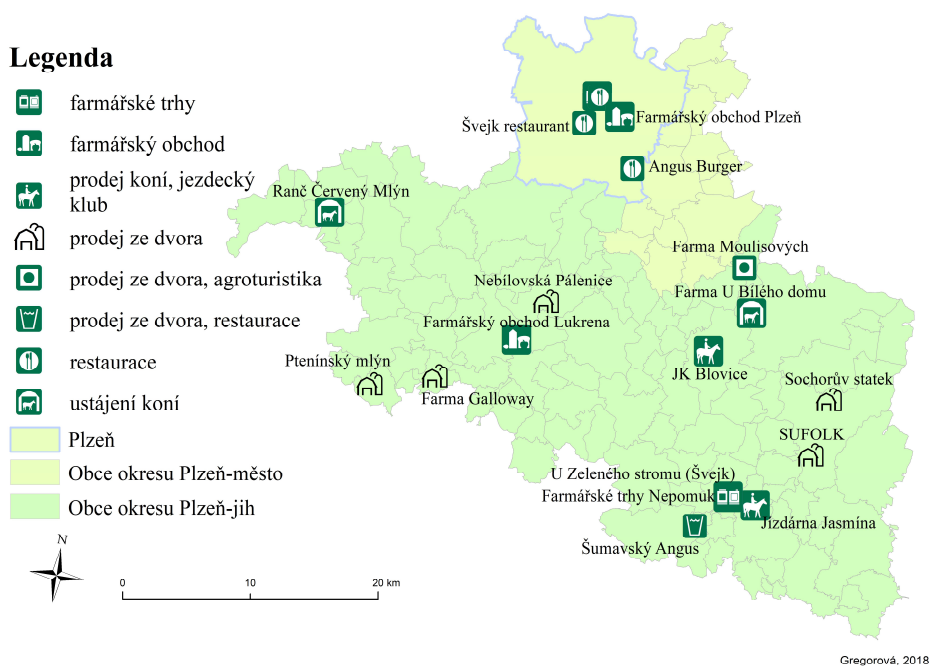 Legenda
farmářské trhy
farmářský obchod
prodej koní, jezdecký
klub
prodej ze dvora
prodej ze dvora, agroturistika
prodej ze dvora, restaurace
restaurace
ustájení koní
Plzeň
Obce okresu Plzeň-město
Obce okresu Plzeň-jih
N
0 10 20 km
Švejk restaurant
Farmářský obchod Plzeň
Angus Burger
Ranč Červený Mlýn
Farma Moulisových
Nebílovská Pálenice
Farma U Bílého domu
Farmářský obchod Lukrena
Ptenínský mlýn
Farma Galloway
JK Blovice
Sochorův statek
SUFOLK
U Zeleného stromu (Švejk)
Farmářské trhy Nepomuk
Jízdárna Jasmína
Šumavský Angus
Gregorová, 2018